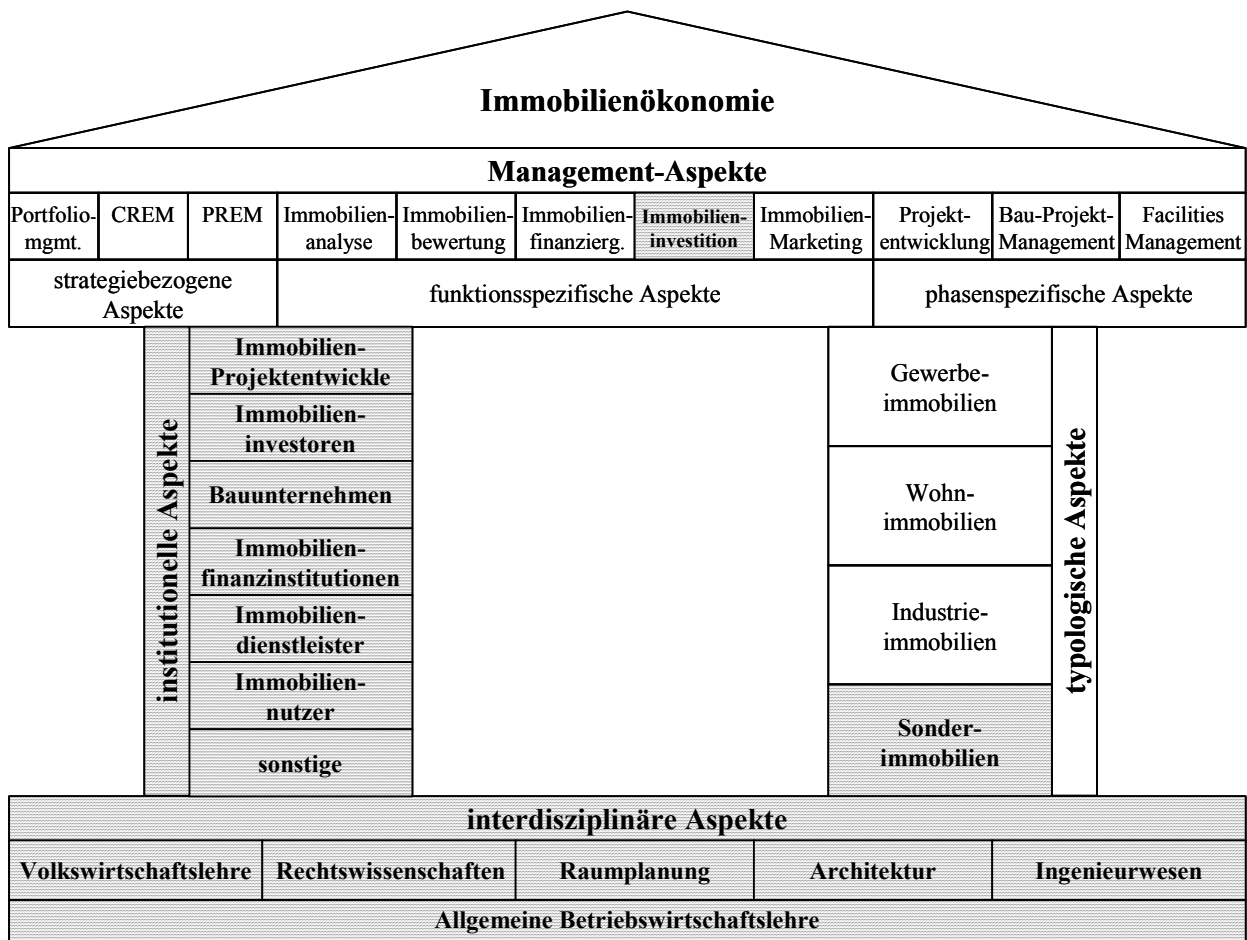 Immobilienökonomie
Management-Aspekte
Portfolio-
mgmt.
CREM
PREM
Immobilien-
analyse
Immobilien-
bewertung
Immobilien-
finanzierg.
Immobilien-
investition
Immobilien-
Marketing
Projekt-
entwicklung
Bau-Projekt-
Management
Facilities
Management
strategiebezogene
Aspekte
funktionsspezifische Aspekte
phasenspezifische Aspekte
institutionelle Aspekte
Immobilien-
Projektentwickle
Immobilien-
investoren
Bauunternehmen
Immobilien-
finanzinstitutionen
Immobilien-
dienstleister
Immobilien-
nutzer
sonstige
Gewerbe-
immobilien
Wohn-
immobilien
Industrie-
immobilien
Sonder-
immobilien
typologische Aspekte
interdisziplinäre Aspekte
Volkswirtschaftslehre
Rechtswissenschaften
Raumplanung
Architektur
Ingenieurwesen
Allgemeine Betriebswirtschaftslehre